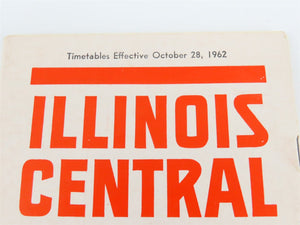 Timetables Effective October 28, 1962
ILLINOIS
CENTRAL